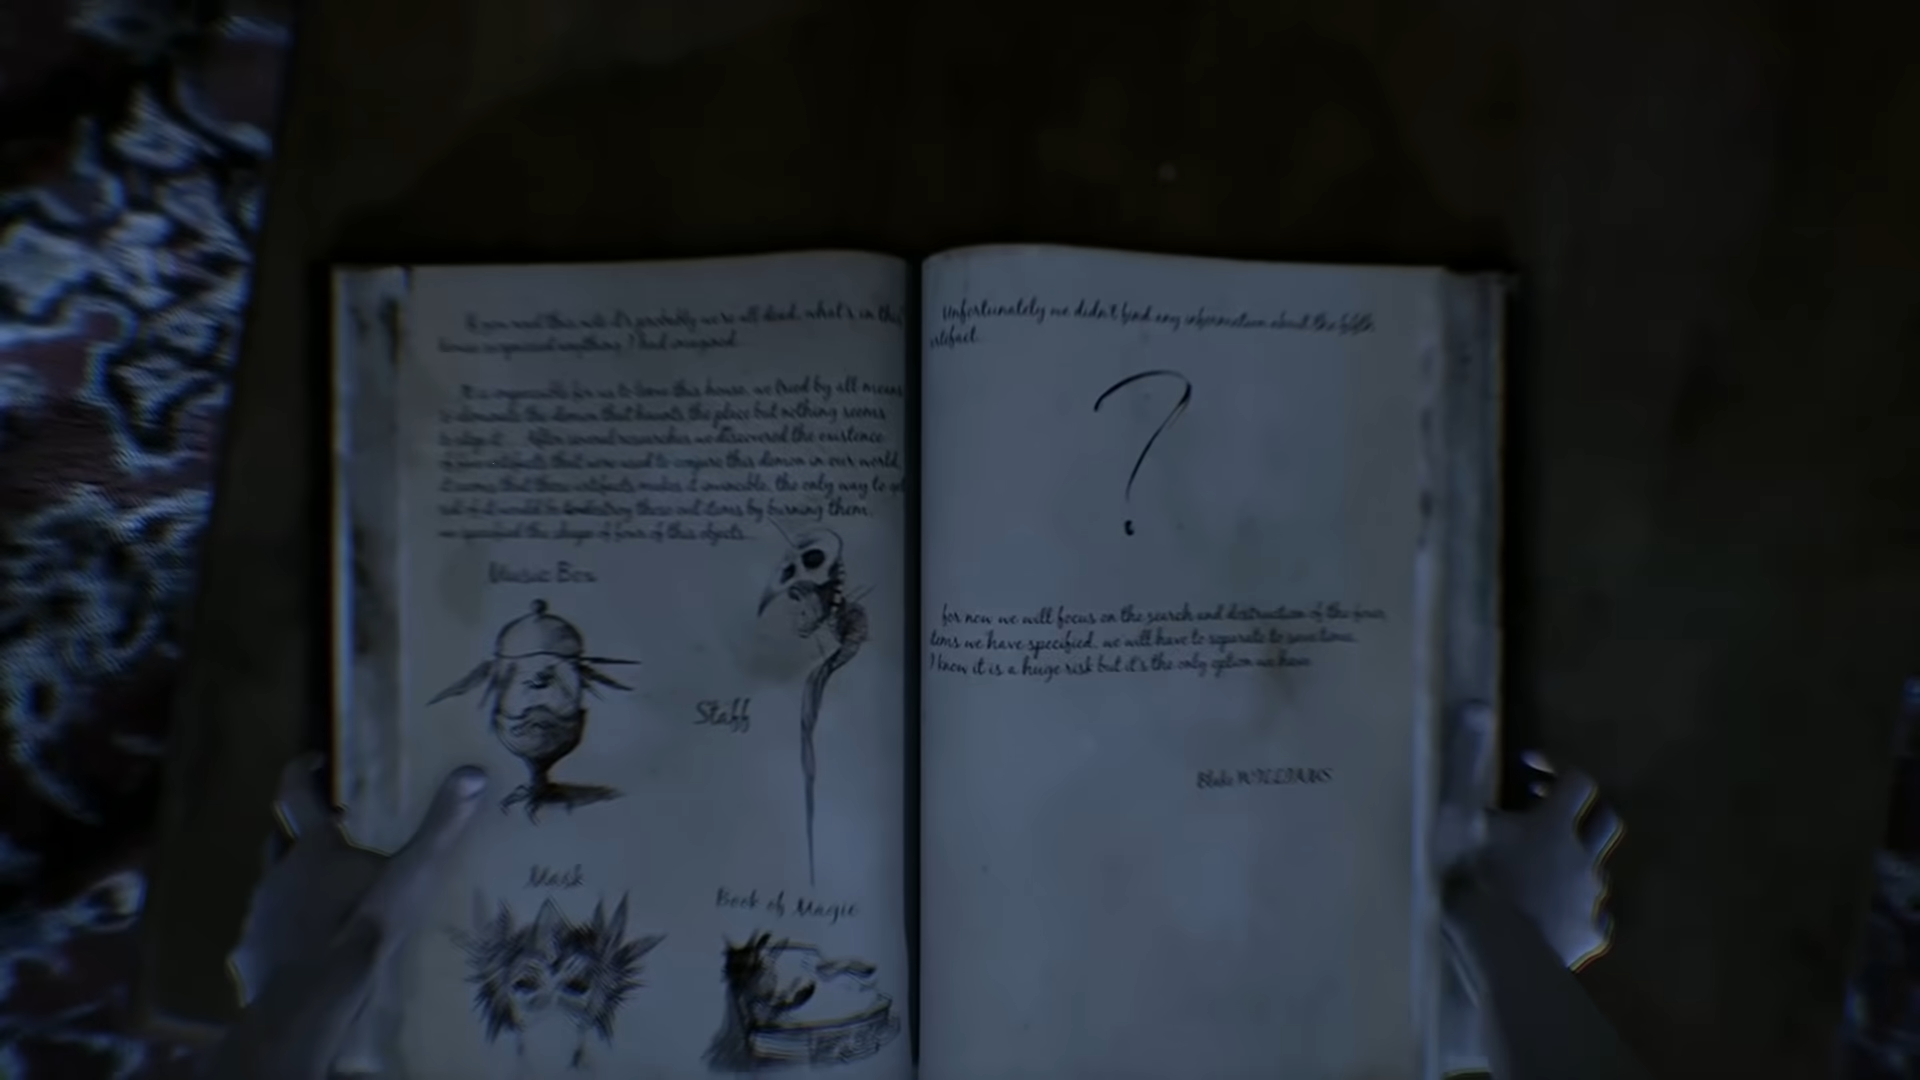 If you read this note it's probably we're all dead, what's in this
house surpassed anything I had imagined.
It is impossible for us to leave this house, we tried by all means
to eliminate the demon that haunts the place but nothing seems
to stop it. After several researches we discovered the existence
of five artifacts that were used to conjure this demon in our world,
it seems that these artifacts makes it invincible, the only way to get
rid of it would be destroy these items by burning them.
we specified the shape of four of this objects.
Music Box
Staff
Mask
Book of Magic
Unfortunately we didn't find any information about the fifth
artifact.
?
for now we will focus on the search and destruction of the four
items we have specified. we will have to separate to save time.
I know it is a huge risk but it's the only option we have.
Blake WILLIAMS